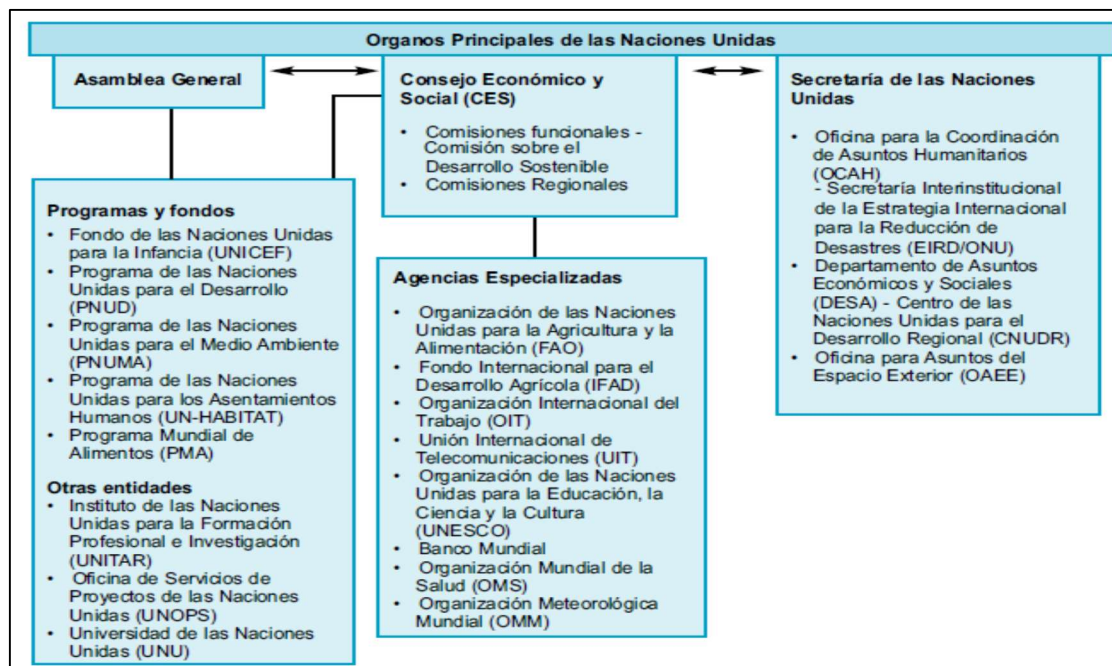 Organos Principales de las Naciones Unidas
Asamblea General
Consejo Económico y
Social (CES)
• Comisiones funcionales -
Comisión sobre el
Desarrollo Sostenible
• Comisiones Regionales
Secretaría de las Naciones
Unidas
• Oficina para la Coordinación
de Asuntos Humanitarios
(OCAH)
- Secretaría Interinstitucional
de la Estrategia Internacional
para la Reducción de
Desastres (EIRD/ONU)
• Departamento de Asuntos
Económicos y Sociales
(DESA) - Centro de las
Naciones Unidas para el
Desarrollo Regional (CNUDR)
• Oficina para Asuntos del
Espacio Exterior (OAEE)
Programas y fondos
• Fondo de las Naciones Unidas
para la Infancia (UNICEF)
• Programa de las Naciones
Unidas para el Desarrollo
(PNUD)
• Programa de las Naciones
Unidas para el Medio Ambiente
(PNUMA)
• Programa de las Naciones
Unidas para los Asentamientos
Humanos (UN-HABITAT)
• Programa Mundial de
Alimentos (PMA)
Otras entidades
• Instituto de las Naciones
Unidas para la Formación
Profesional e Investigación
(UNITAR)
• Oficina de Servicios de
Proyectos de las Naciones
Unidas (UNOPS)
• Universidad de las Naciones
Unidas (UNU)
Agencias Especializadas
• Organización de las Naciones
Unidas para la Agricultura y la
Alimentación (FAO)
• Fondo Internacional para el
Desarrollo Agrícola (IFAD)
• Organización Internacional del
Trabajo (OIT)
• Unión Internacional de
Telecomunicaciones (UIT)
• Organización de las Naciones
Unidas para la Educación, la
Ciencia y la Cultura
(UNESCO)
• Banco Mundial
• Organización Mundial de la
Salud (OMS)
• Organización Meteorológica
Mundial (OMM)